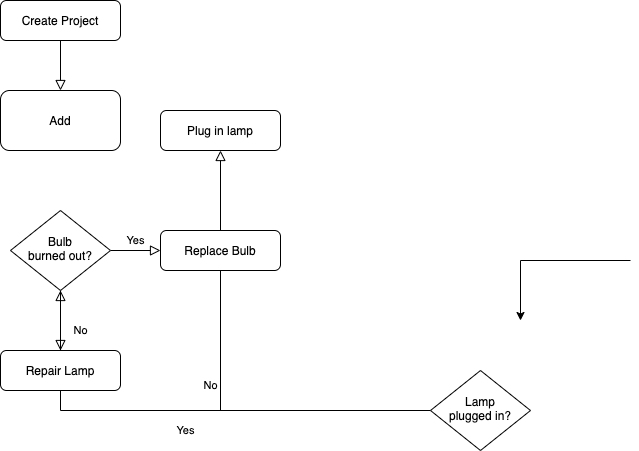 Create Project
Add
Plug in lamp
Bulb
burned out?
Yes
Replace Bulb
No
Repair Lamp
No
Lamp
plugged in?
Yes